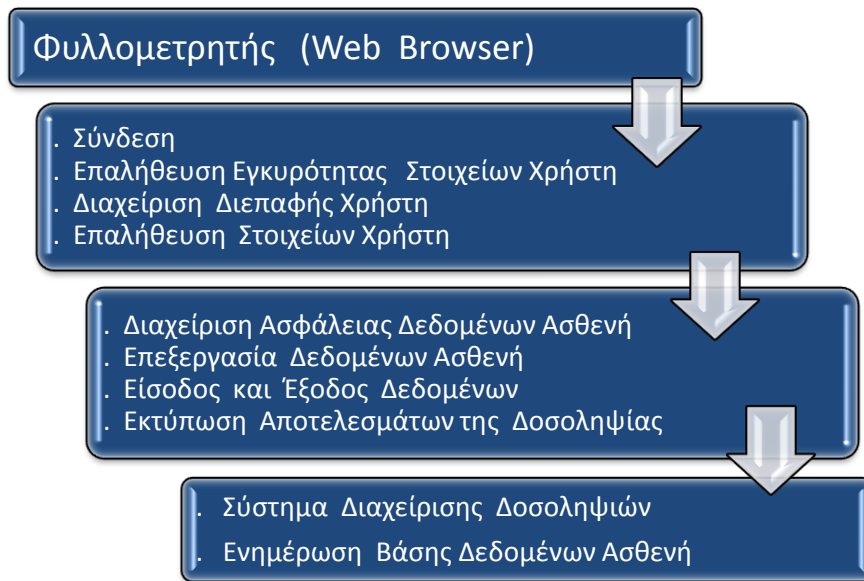 Φυλλομετρητής (Web Browser)
. Σύνδεση
. Επαλήθευση Εγκυρότητας Στοιχείων Χρήστη
. Διαχείριση Διεπαφής Χρήστη
. Επαλήθευση Στοιχείων Χρήστη
. Διαχείριση Ασφάλειας Δεδομένων Ασθενή
. Επεξεργασία Δεδομένων Ασθενή
. Είσοδος και Έξοδος Δεδομένων
. Εκτύπωση Αποτελεσμάτων της Δοσοληψίας
. Σύστημα Διαχείρισης Δοσοληψιών
. Ενημέρωση Βάσης Δεδομένων Ασθενή